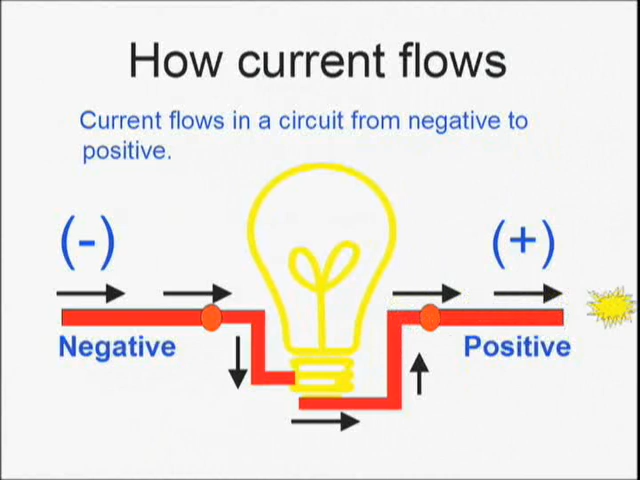 How current flows
Current flows in a circuit from negative to
positive.
(-)
(+)
Negative
Positive